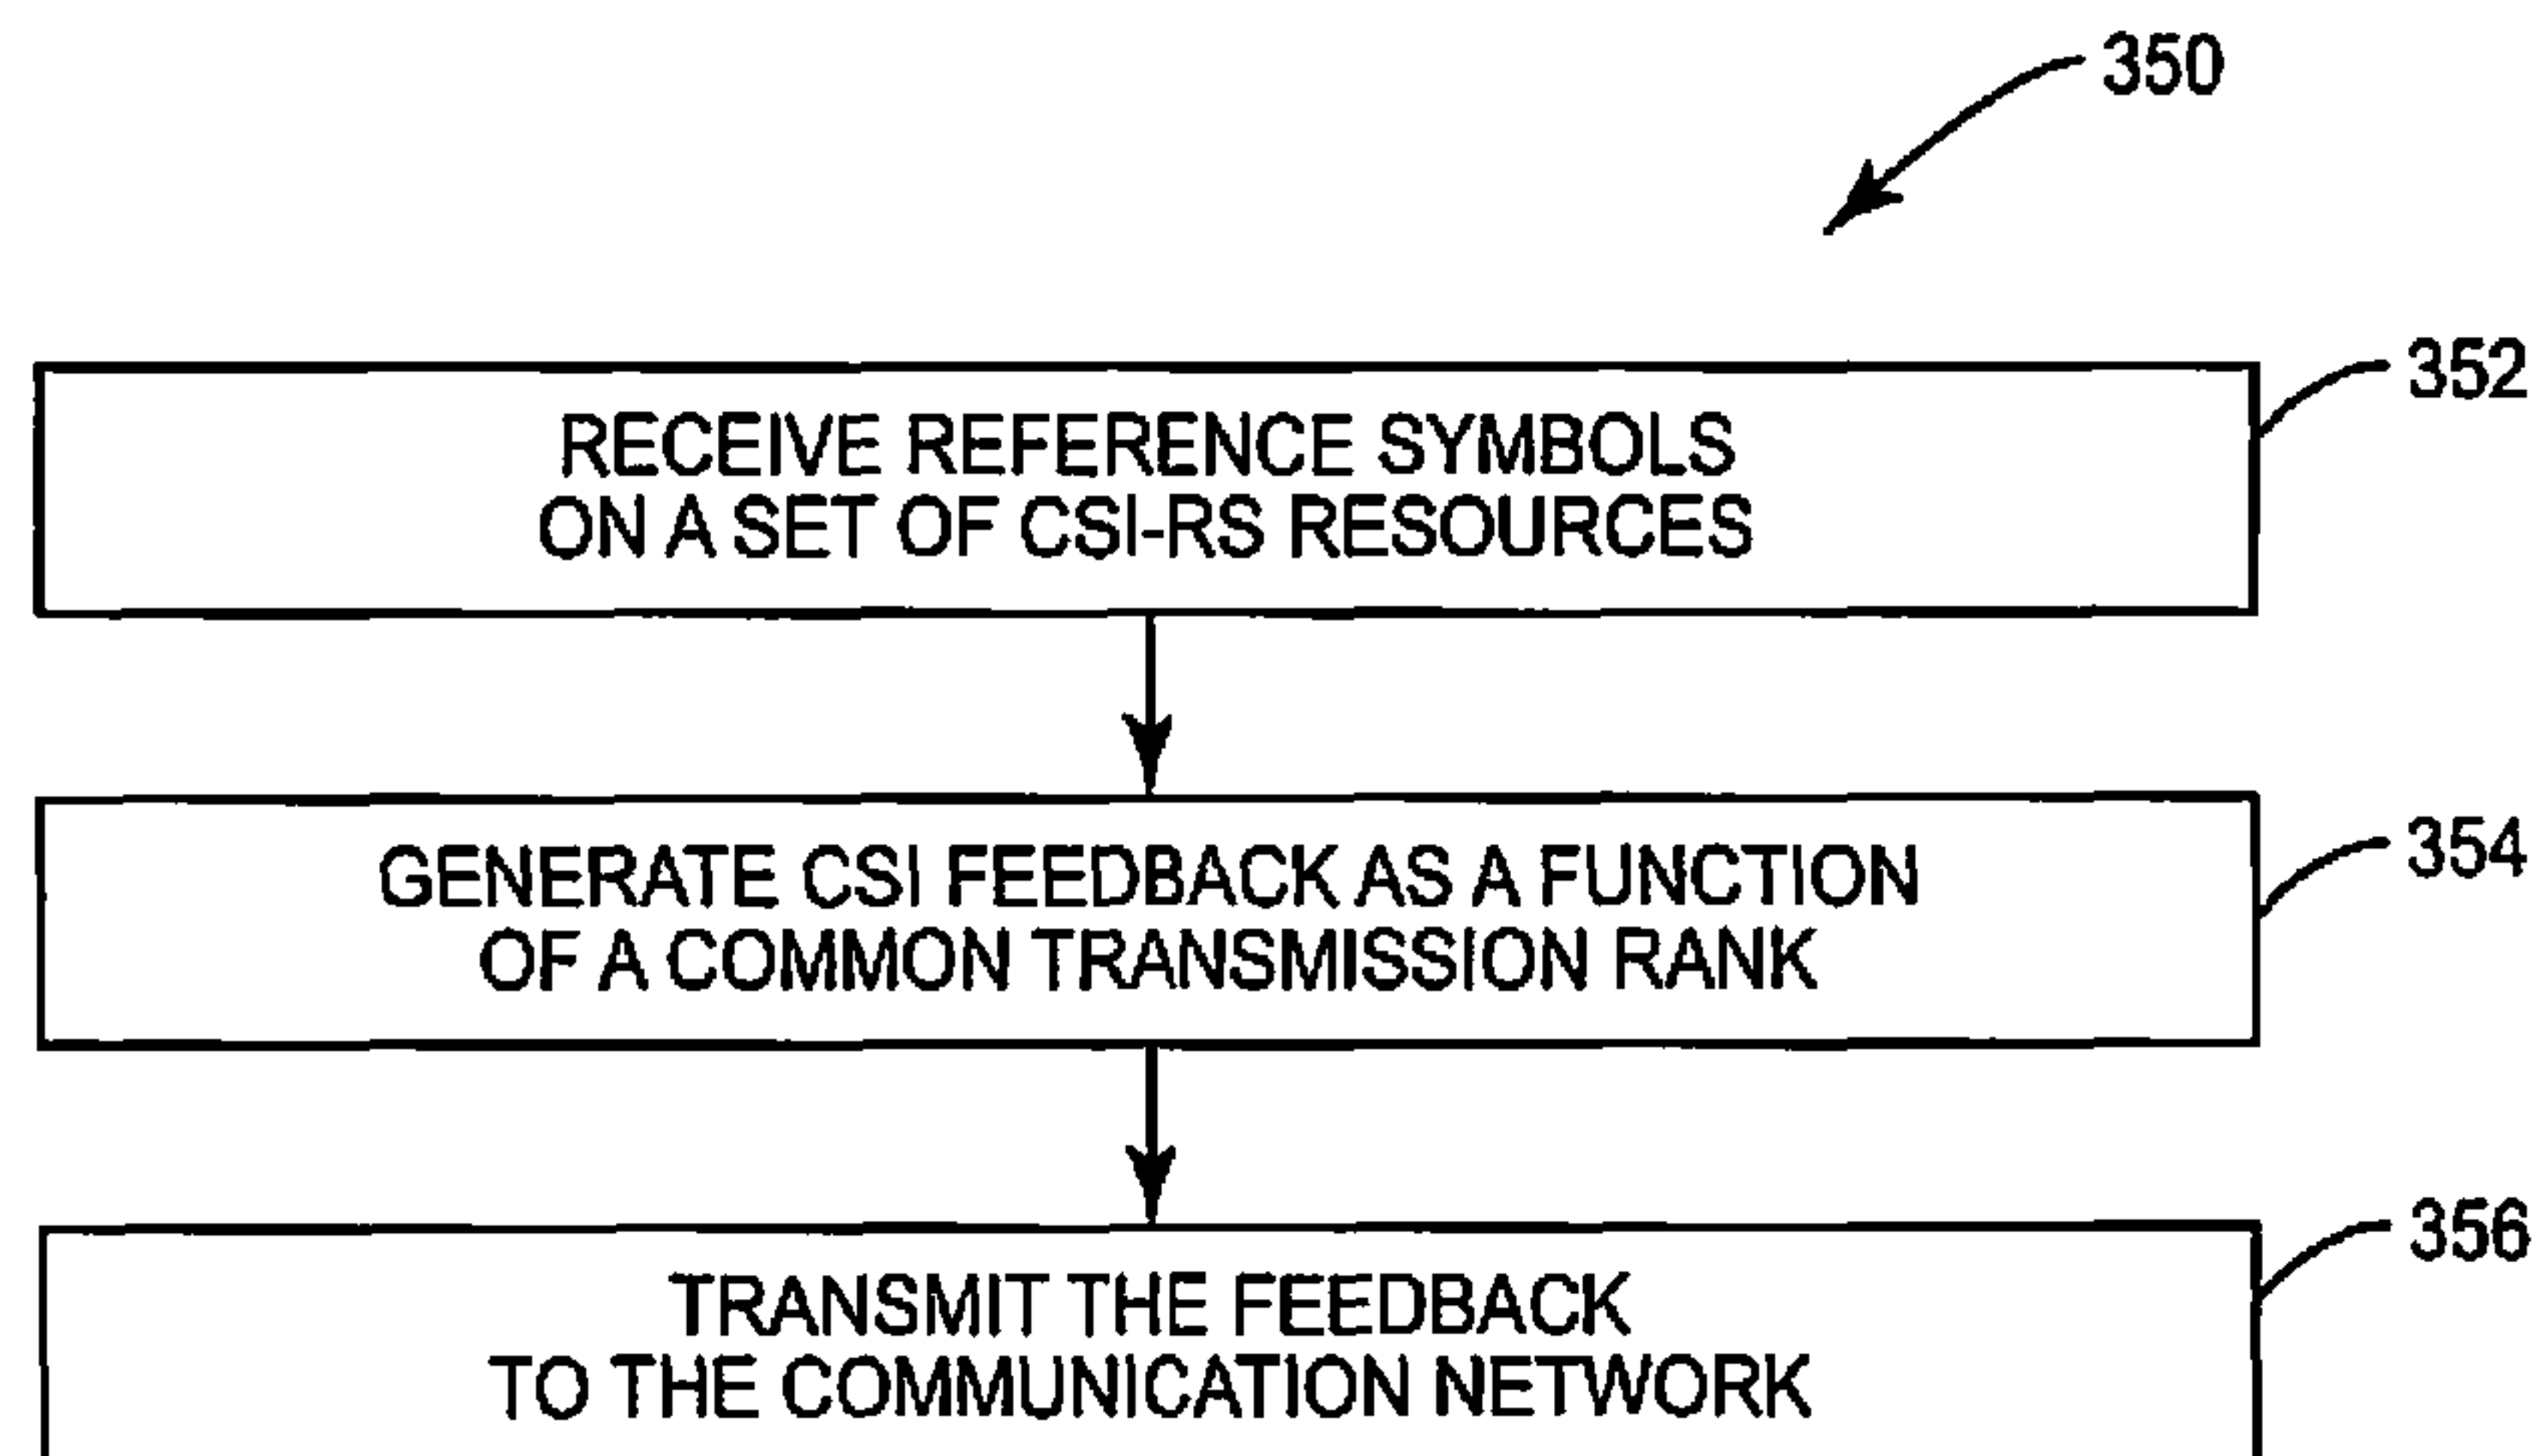 350
352
RECEIVE REFERENCE SYMBOLS
ON A SET OF CSI-RS RESOURCES
354
GENERATE CSI FEEDBACK AS A FUNCTION
OF A COMMON TRANSMISSION RANK
356
TRANSMIT THE FEEDBACK
TO THE COMMUNICATION NETWORK